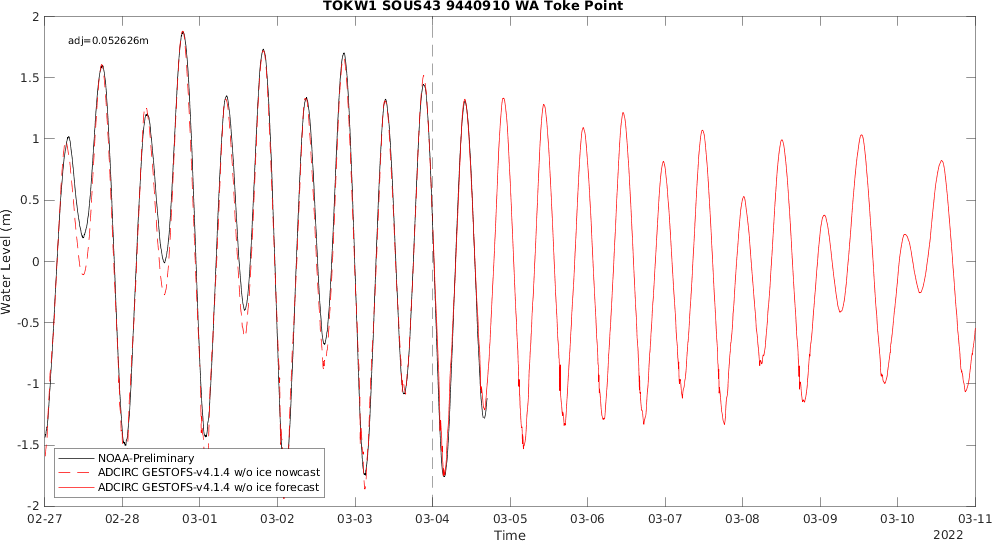 TOKW1 SOUS43 9440910 WA Toke Point
adj=0.052626m
2
1.5
1
0.5
0
-0.5
-1
-1.5
-2
Water Level (m)
NOAA-Preliminary
ADCIRC GESTOFS-v4.1.4 w/o ice nowcast
ADCIRC GESTOFS-v4.1.4 w/o ice forecast
02-27 02-28 03-01 03-02 03-03 03-04 03-05 03-06 03-07 03-08 03-09 03-10 03-11
Time
2022